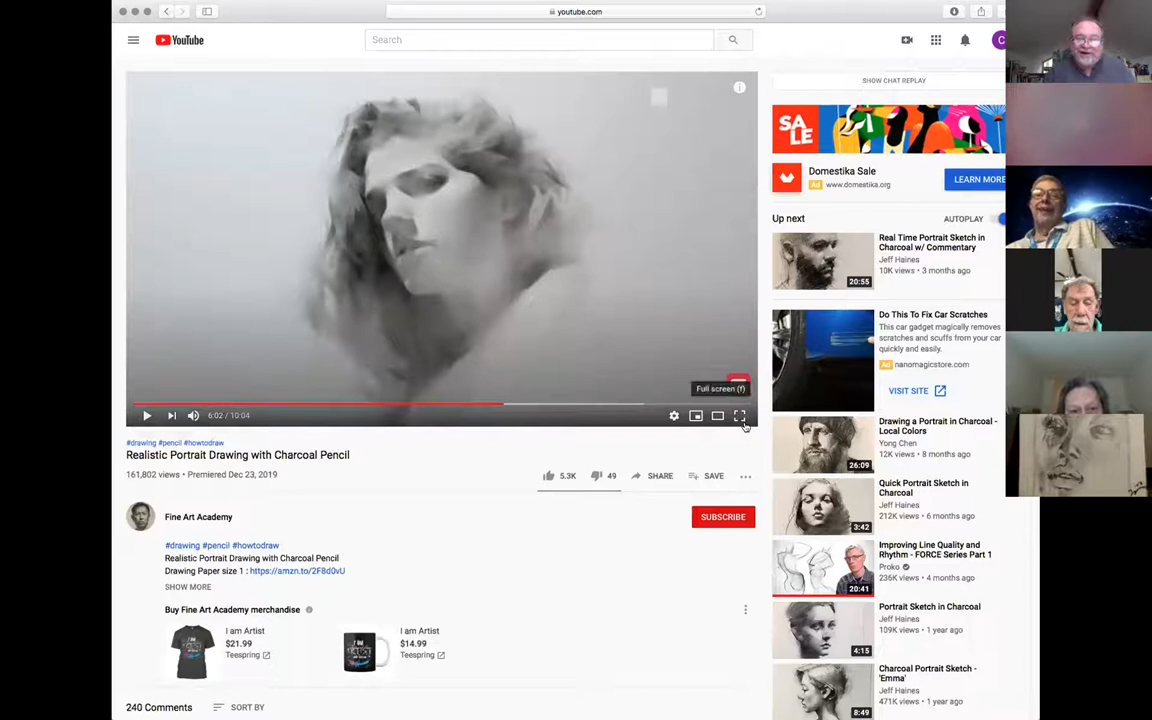 youtube.com
YouTube
Search
C
SHOW CHAT REPLAY
SALE
Domestika Sale
Ad www.domestika.org
LEARN MORE
Up next
AUTOPLAY
Real Time Portrait Sketch in
Charcoal w/ Commentary
Jeff Haines
10K views • 3 months ago
20:55
Do This To Fix Car Scratches
This car gadget magically removes
scratches and scuffs from your car
quickly and easily.
Ad nanomagicstore.com
VISIT SITE
Drawing a Portrait in Charcoal -
Local Colors
Yong Chen
12K views • 8 months ago
26:09
Quick Portrait Sketch in
Charcoal
Jeff Haines
212K views • 6 months ago
3:42
Improving Line Quality and
Rhythm - FORCE Series Part 1
Proko
236K views • 4 months ago
20:41
Portrait Sketch in Charcoal
Jeff Haines
109K views • 1 year ago
4:15
Charcoal Portrait Sketch -
'Emma'
Jeff Haines
471K views • 1 year ago
8:49
Full screen (f)
6:02 / 10:04
#drawing #pencil #howtodraw
Realistic Portrait Drawing with Charcoal Pencil
161,802 views • Premiered Dec 23, 2019
5.3K
49
SHARE
SAVE
Fine Art Academy
SUBSCRIBE
#drawing #pencil #howtodraw
Realistic Portrait Drawing with Charcoal Pencil
Drawing Paper size 1 : https://amzn.to/2F8d0vU
SHOW MORE
Buy Fine Art Academy merchandise
I am Artist
$21.99
Teespring
I am Artist
$14.99
Teespring
240 Comments
SORT BY